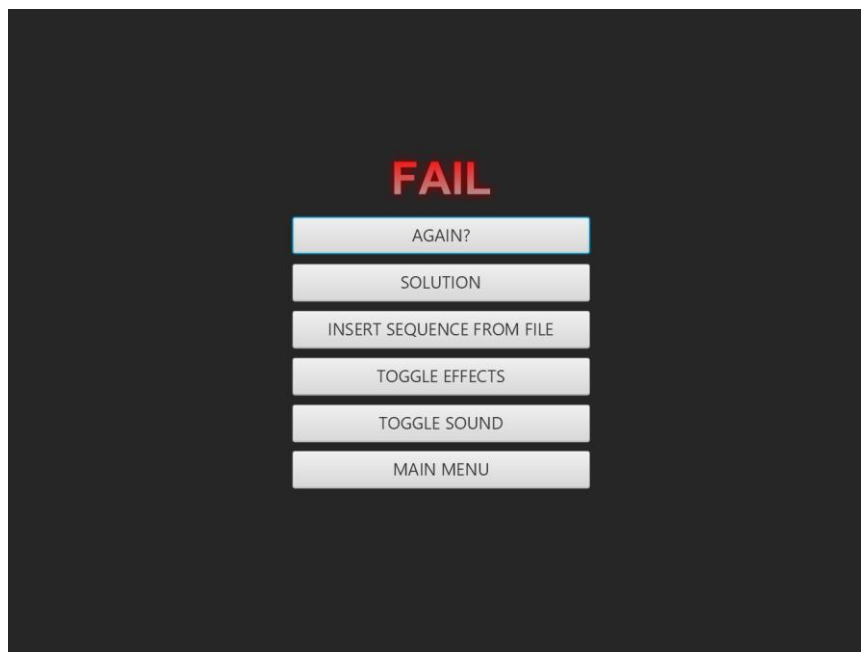 FAIL
AGAIN?
SOLUTION
INSERT SEQUENCE FROM FILE
TOGGLE EFFECTS
TOGGLE SOUND
MAIN MENU